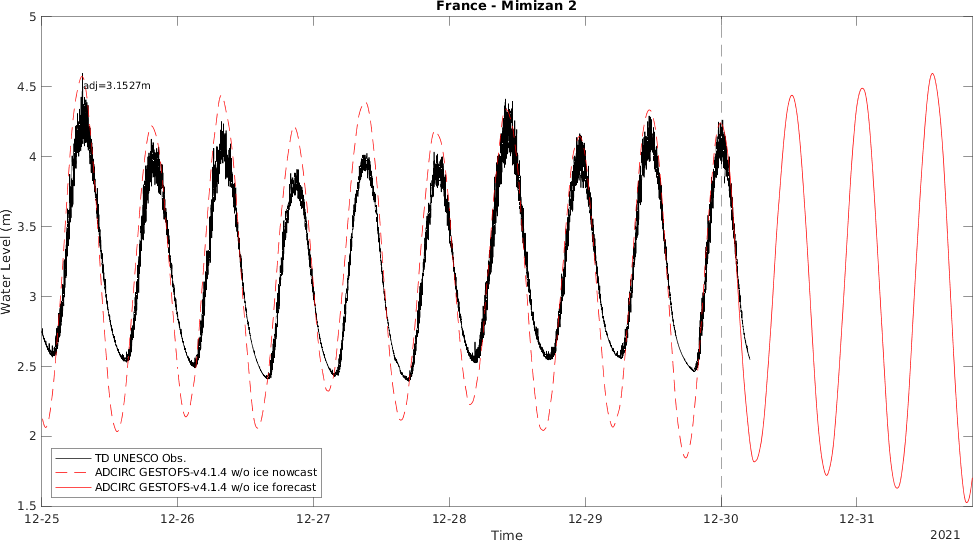 France - Mimizan 2
5
4.5
4
3.5
3
2.5
2
1.5
Water Level (m)
adj=3.1527m
TD UNESCO Obs.
ADCIRC GESTOFS-v4.1.4 w/o ice nowcast
ADCIRC GESTOFS-v4.1.4 w/o ice forecast
12-25 12-26 12-27 12-28 12-29 12-30 12-31
Time
2021